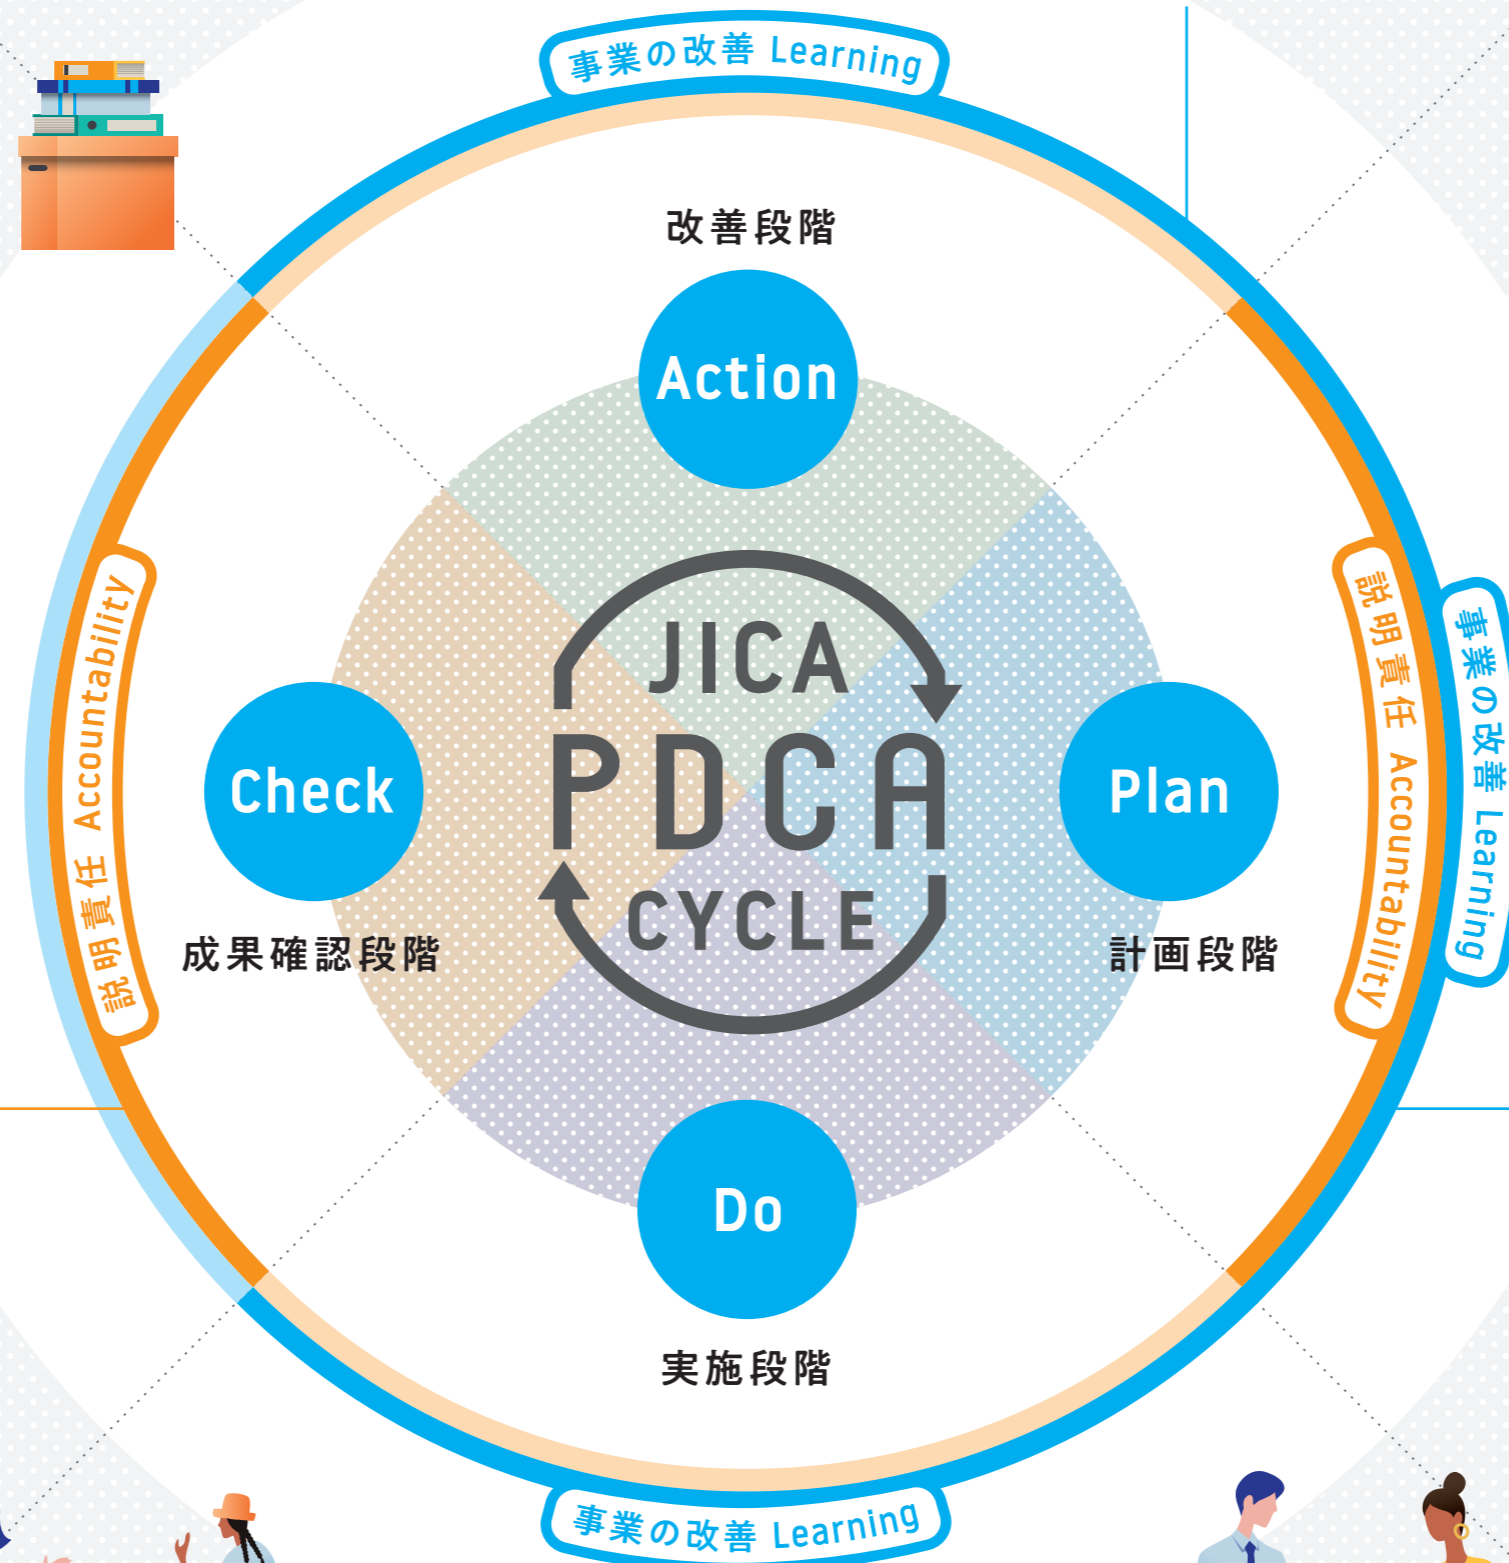 事業の改善 Learning
改善段階
Action
JICA
PDCA
CYCLE
Check
成果確認段階
Plan
計画段階
Do
実施段階
説明責任 Accountability
説明責任 Accountability
事業の改善 Learning
事業の改善 Learning